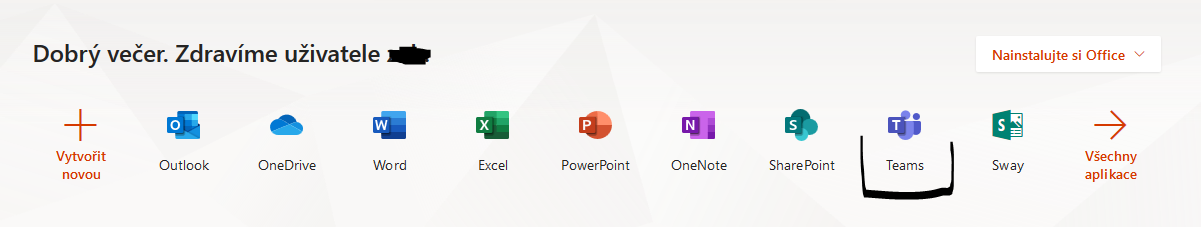 Dobrý večer. Zdravíme uživatele
Nainstalujte si Office
Vytvořit
novou
Outlook
OneDrive
Word
Excel
PowerPoint
OneNote
SharePoint
Teams
Sway
Všechny
aplikace